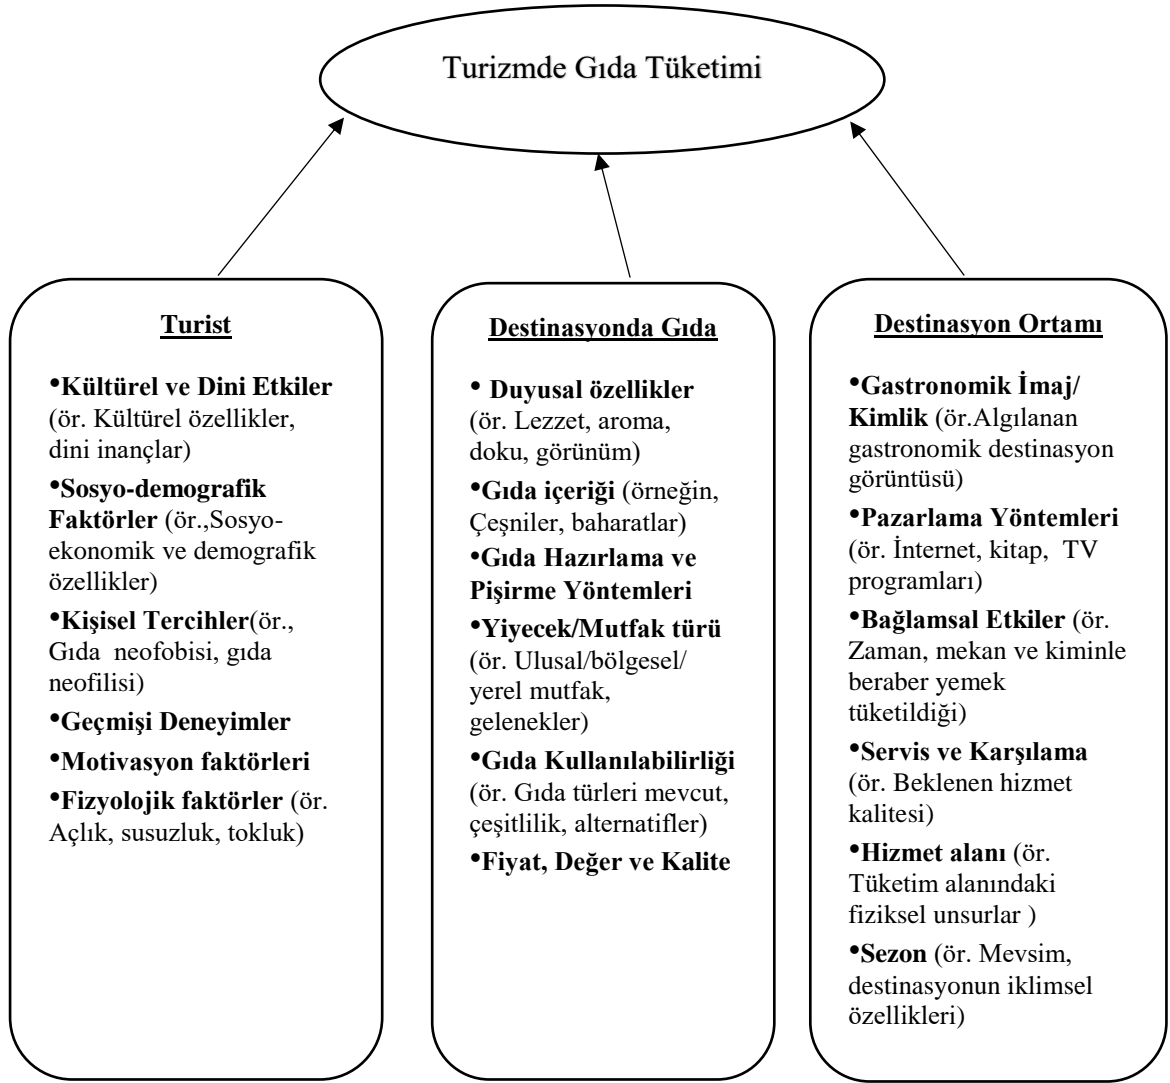 Turizmde Gıda Tüketimi
Turist
•Kültürel ve Dini Etkiler
(ör. Kültürel özellikler,
dini inançlar)
•Sosyo-demografik
Faktörler (ör.,Sosyo-
ekonomik ve demografik
özellikler)
•Kişisel Tercihler(ör.,
Gıda neofobisi, gıda
neofilisi)
•Geçmişi Deneyimler
•Motivasyon faktörleri
•Fizyolojik faktörler (ör.
Açlık, susuzluk, tokluk)
Destinasyonda Gıda
• Duyusal özellikler
(ör. Lezzet, aroma,
doku, görünüm)
•Gıda içeriği (örneğin,
Çeşniler, baharatlar)
•Gıda Hazırlama ve
Pişirme Yöntemleri
•Yiyecek/Mutfak türü
(ör. Ulusal/bölgesel/
yerel mutfak,
gelenekler)
•Gıda Kullanılabilirliği
(ör. Gıda türleri mevcut,
çeşitlilik, alternatifler)
•Fiyat, Değer ve Kalite
Destinasyon Ortamı
•Gastronomik İmaj/
Kimlik (ör.Algılanan
gastronomik destinasyon
görüntüsü)
•Pazarlama Yöntemleri
(ör. İnternet, kitap, TV
programları)
•Bağlamsal Etkiler (ör.
Zaman, mekan ve kiminle
beraber yemek
tüketildiği)
•Servis ve Karşılama
(ör. Beklenen hizmet
kalitesi)
•Hizmet alanı (ör.
Tüketim alanındaki
fiziksel unsurlar )
•Sezon (ör. Mevsim,
destinasyonun iklimsel
özellikleri)